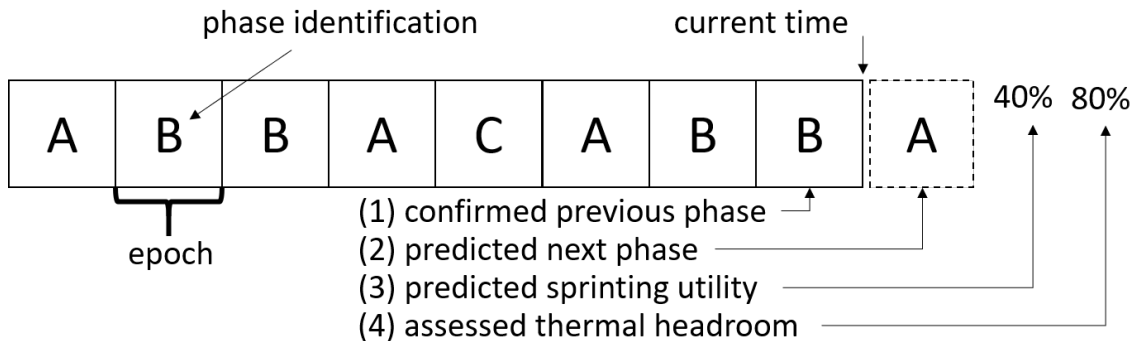 phase identification
current time
A B B A C A B B A 40% 80%
(1) confirmed previous phase
epoch
(2) predicted next phase
(3) predicted sprinting utility
(4) assessed thermal headroom